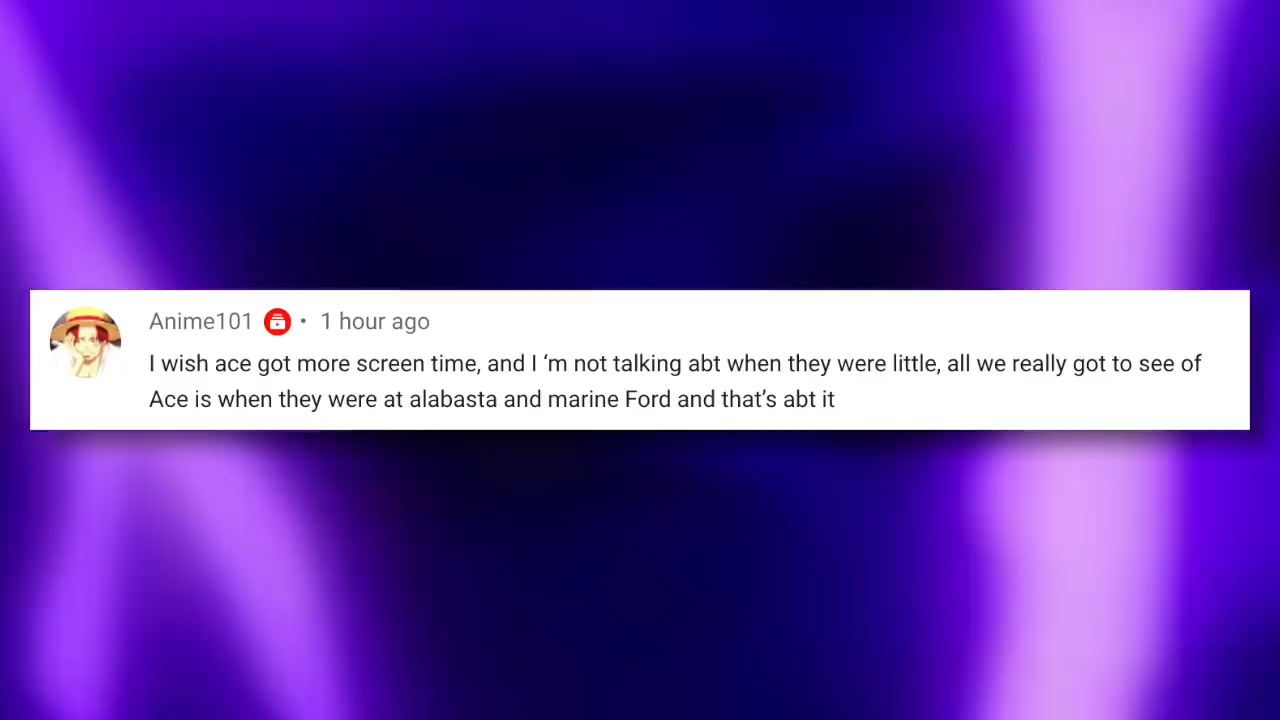 Anime101 • 1 hour ago
I wish ace got more screen time, and I ‘m not talking abt when they were little, all we really got to see of
Ace is when they were at alabasta and marine Ford and that’s abt it